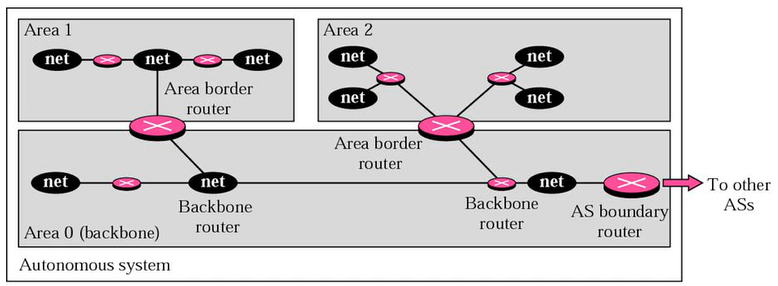 Area 1
net
net
net
Area border
router
Area 2
net
net
net
net
Area border
router
net
net
net
Backbone
router
Backbone
router
AS boundary
router
To other
ASs
Area 0 (backbone)
Autonomous system